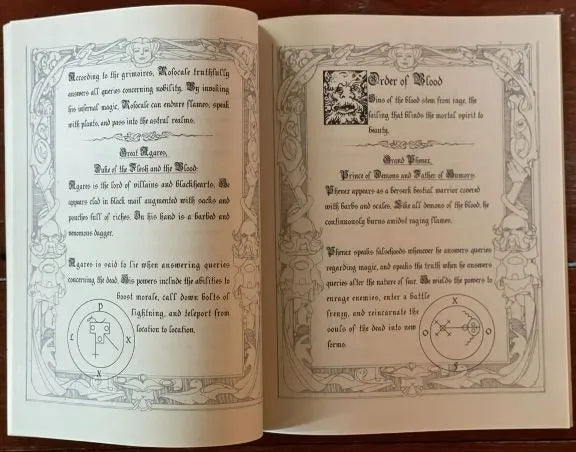 According to the grimoires, Rofocale truthfully
answers all queries concerning nobility. By invoking
his infernal magic, Rofocale can endure flames, speak
with plants, and pass into the astral realms.
Great Agares,
Duke of the Flesh and the Blood:
Agares is the lord of villains and blackhearts. He
appears clad in black mail augmented with sacks and
pouches full of riches. In his hand is a barbed and
venomous dagger.
Agares is said to lie when answering queries
concerning the dead. His powers include the abilities to
boost morale, call down bolts of
lightning, and teleport from
location to location.
p
f X
X
Order of Blood
Sins of the blood stem from rage, the
failing that blinds the mortal spirit to
beauty.
Grand Phenex,
Prince of Demons and Father of Humors:
Phenex appears as a berserk bestial warrior covered
with barbs and scales. Like all demons of the blood, he
continuously burns amidst raging flames.
Phenex speaks falsehoods whenever he answers queries
regarding magic, and speaks the truth when he answers
queries after the nature of fear. He wields the powers to
enrage enemies, enter a battle
frenzy, and reincarnate the
souls of the dead into new
forms.
X
O O